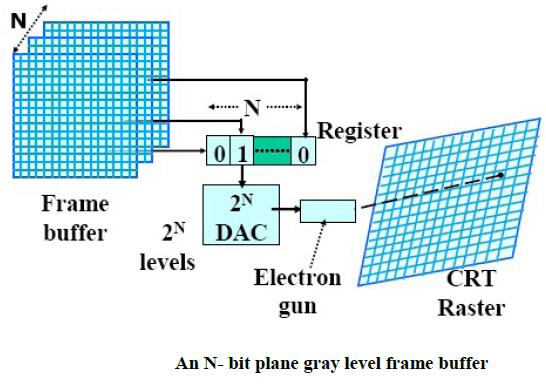 N
N
Register
0 1 0
Frame
buffer
2^N
DAC
2^N
levels
Electron
gun
CRT
Raster
An N- bit plane gray level frame buffer